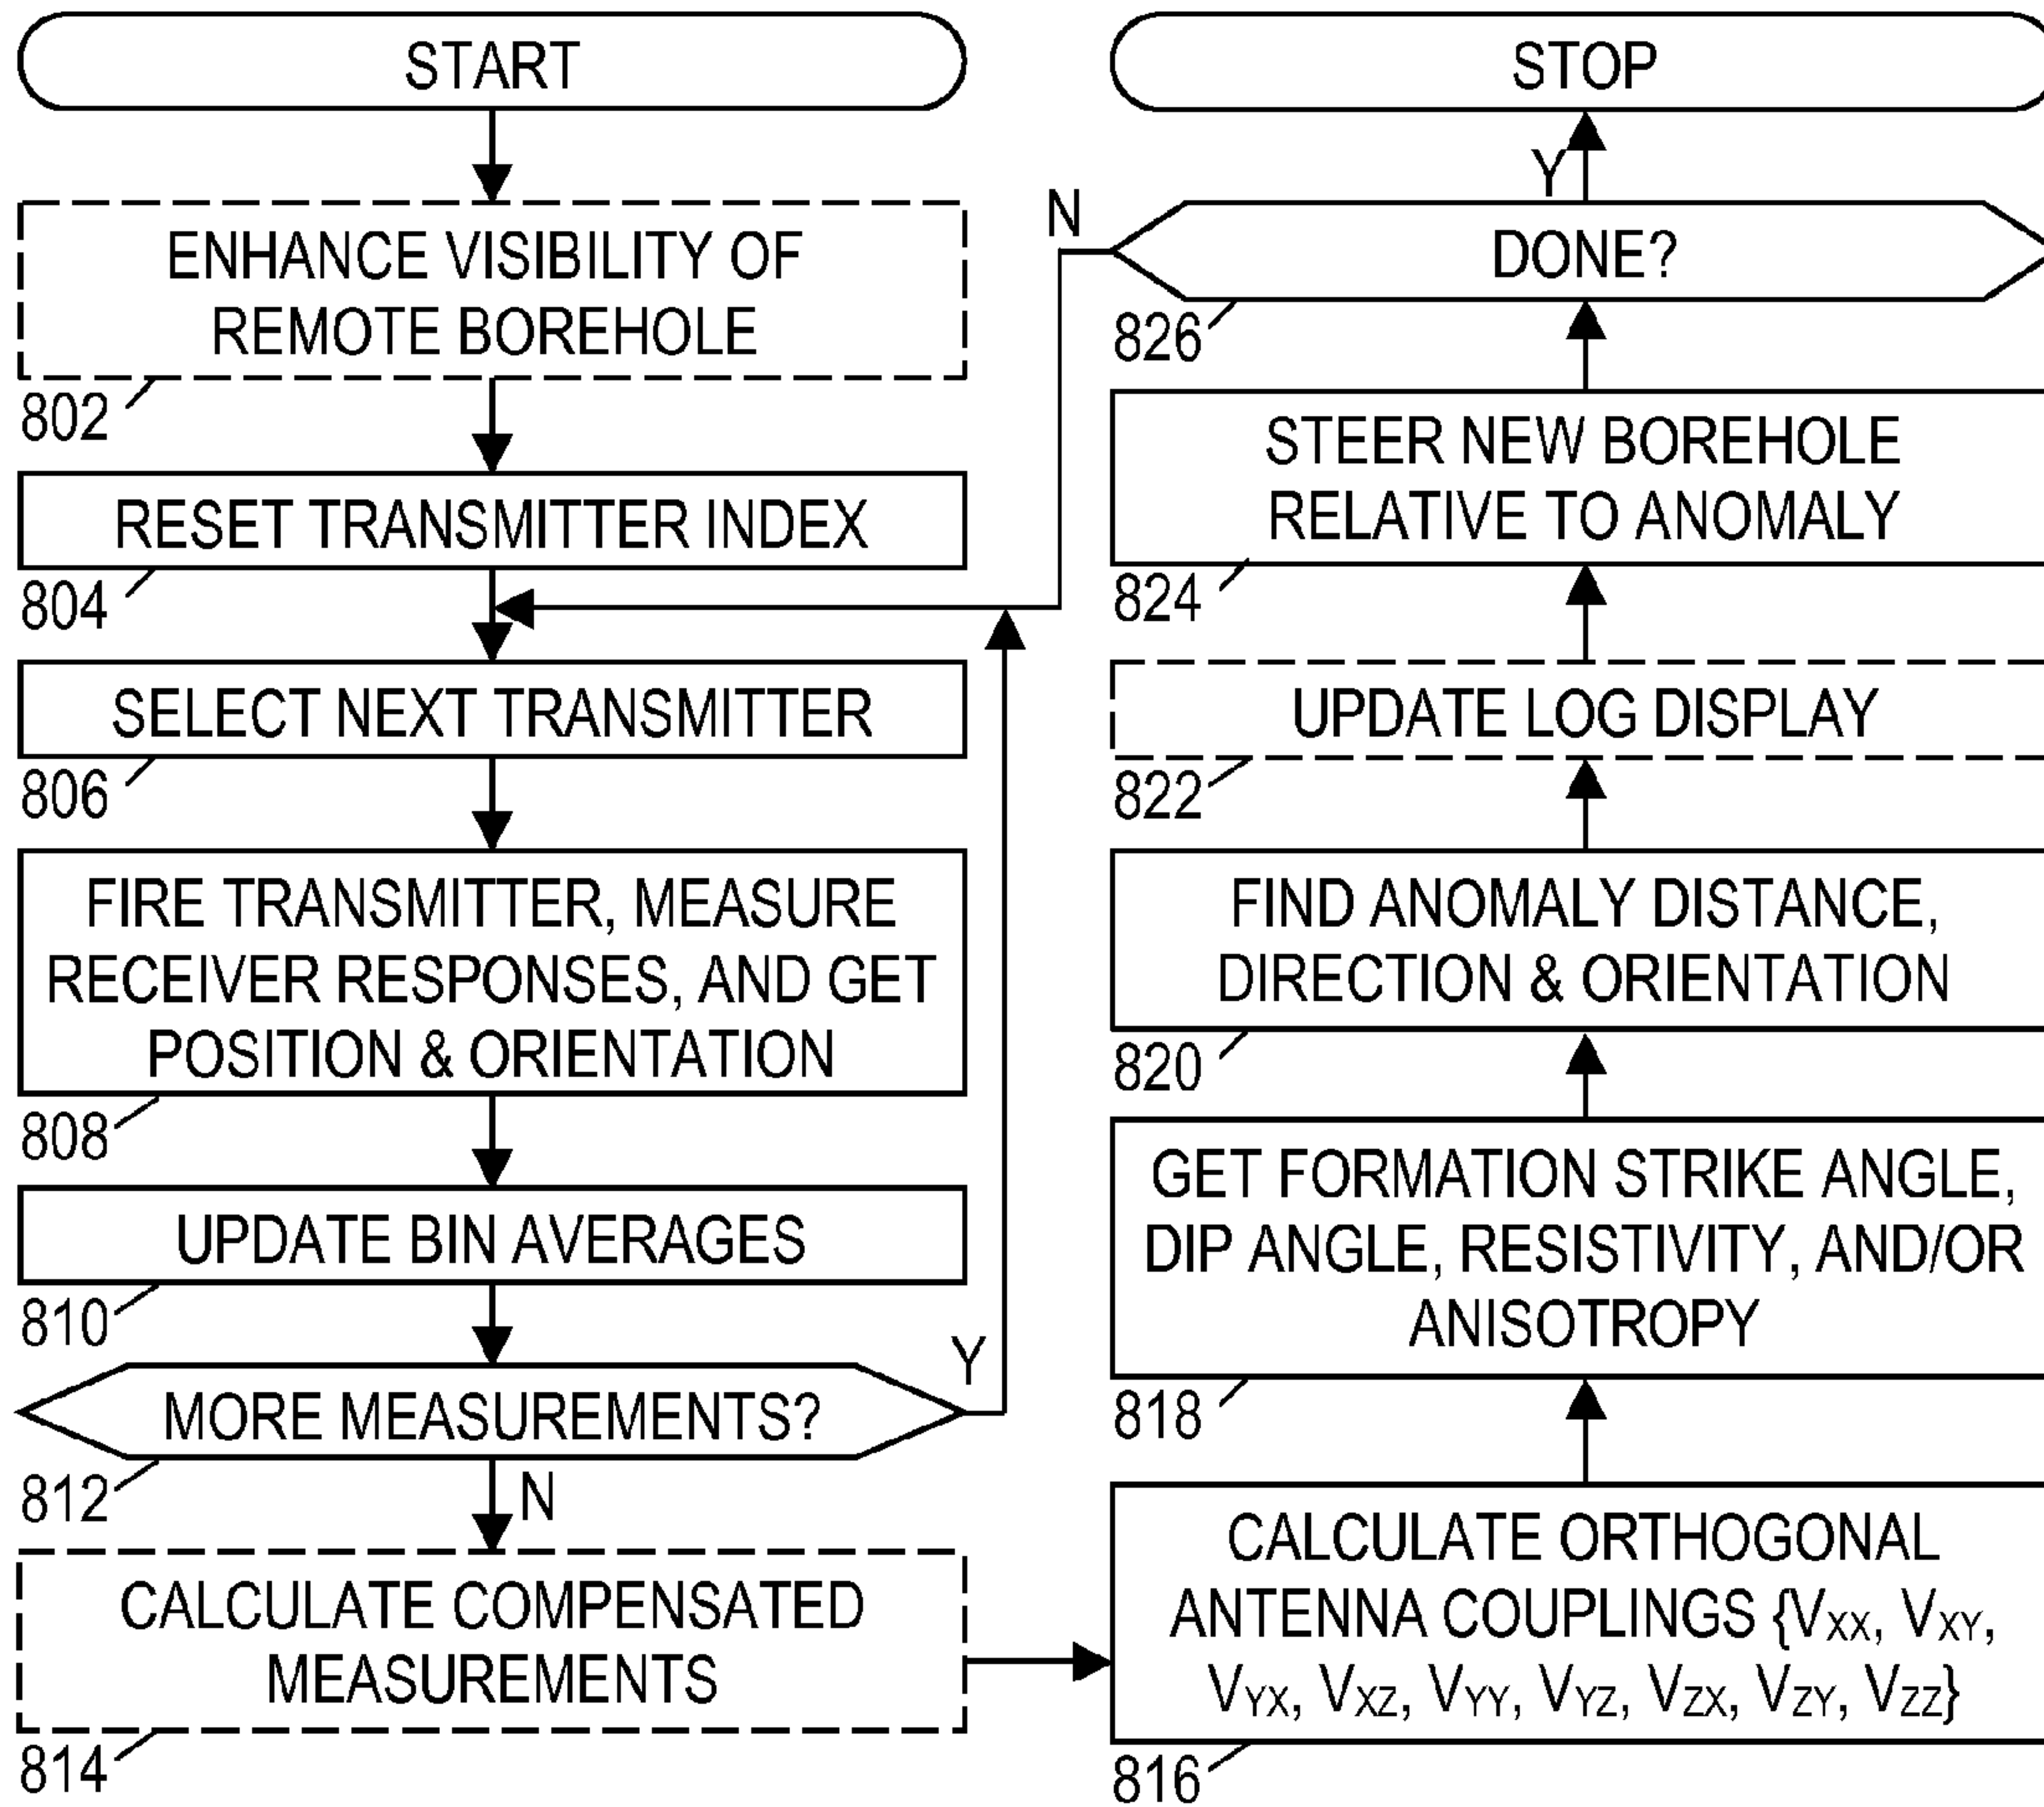 START
ENHANCE VISIBILITY OF
REMOTE BOREHOLE
802
RESET TRANSMITTER INDEX
804
SELECT NEXT TRANSMITTER
806
FIRE TRANSMITTER, MEASURE
RECEIVER RESPONSES, AND GET
POSITION & ORIENTATION
808
UPDATE BIN AVERAGES
810
MORE MEASUREMENTS?
Y
812
N
CALCULATE COMPENSATED
MEASUREMENTS
814
CALCULATE ORTHOGONAL
ANTENNA COUPLINGS {VXX, VXY,
VYX, VXZ, VYY, VYZ, VZX, VZY, VZZ}
816
GET FORMATION STRIKE ANGLE,
DIP ANGLE, RESISTIVITY, AND/OR
ANISOTROPY
818
FIND ANOMALY DISTANCE,
DIRECTION & ORIENTATION
820
UPDATE LOG DISPLAY
822
STEER NEW BOREHOLE
RELATIVE TO ANOMALY
824
DONE?
826
N
Y
STOP